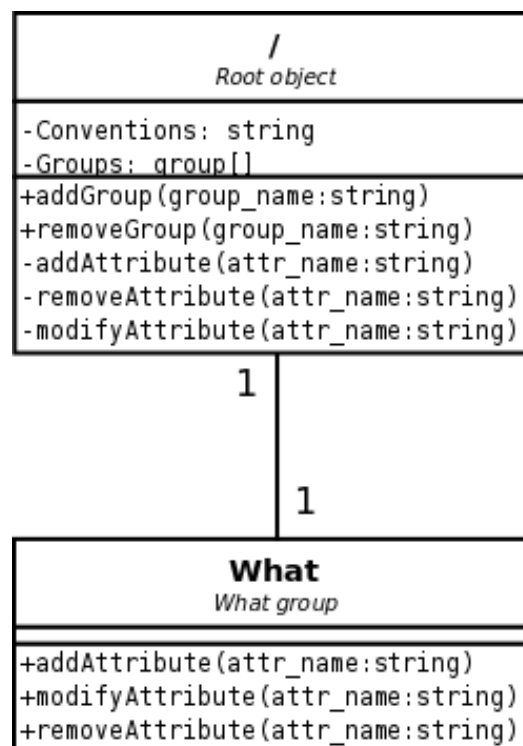 /
Root object
-Conventions: string
-Groups: group[]
+addGroup(group_name:string)
+removeGroup(group_name:string)
-addAttribute(attr_name:string)
-removeAttribute(attr_name:string)
-modifyAttribute(attr_name:string)
1
1
What
What group
+addAttribute(attr_name:string)
+modifyAttribute(attr_name:string)
+removeAttribute(attr_name:string)